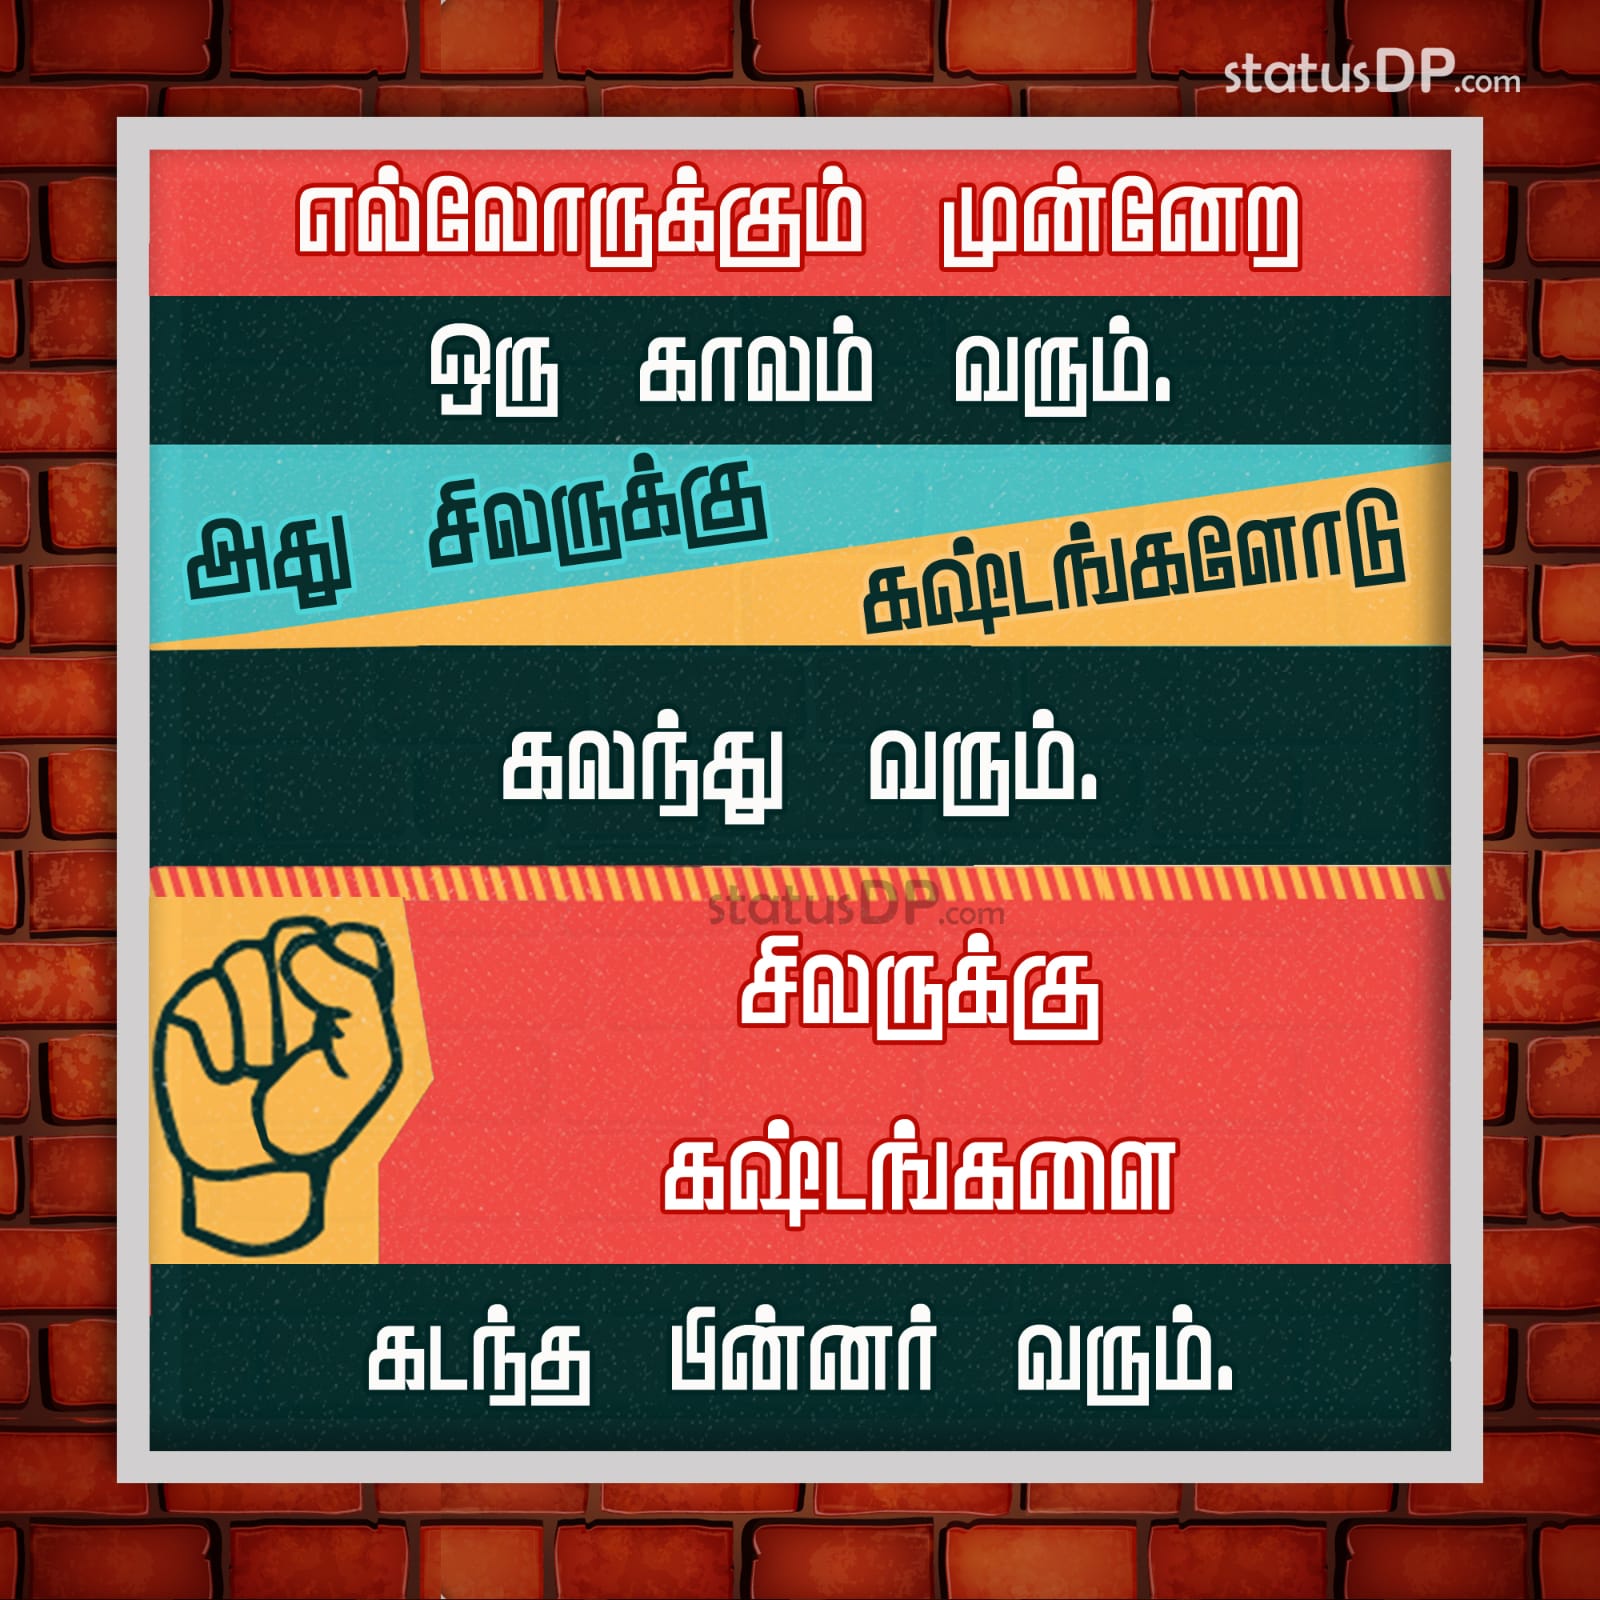 statusDP.com
எல்லோருக்கும் முன்னேற
ஒரு காலம் வரும்.
அது சிலருக்கு
கஷ்டங்களோடு
கலந்து வரும்.
statusDP.com
சிலருக்கு
கஷ்டங்களை
கடந்த பின்னர் வரும்.